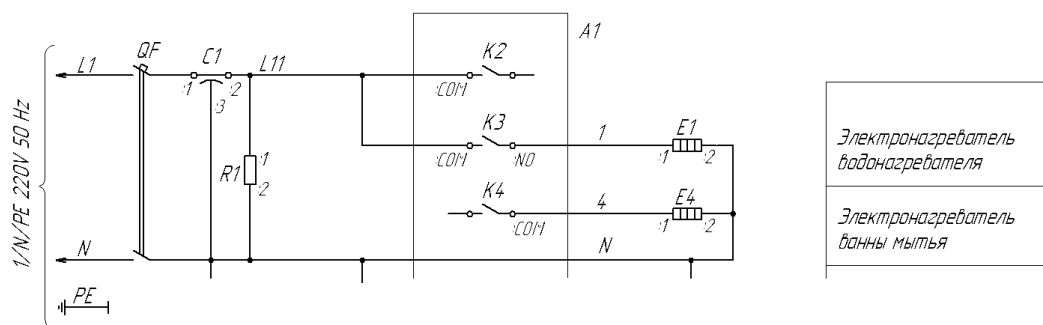 A1
QF
C1
K2
L1
L11
:1
:2
:COM
:3
1/N/PE 220V 50 Hz
K3
1
E1
:COM
:NO
:1
:2
Электронагреватель
водонагревателя
R1
:1
:2
K4
4
E4
:COM
:1
:2
Электронагреватель
ванны мытья
N
N
PE